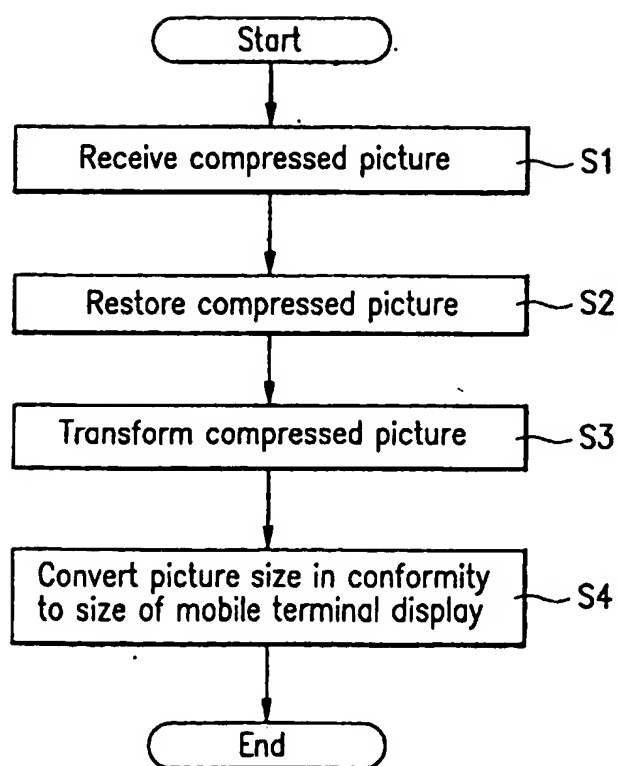 Start
Receive compressed picture
S1
Restore compressed picture
S2
Transform compressed picture
S3
Convert picture size in conformity
to size of mobile terminal display
S4
End